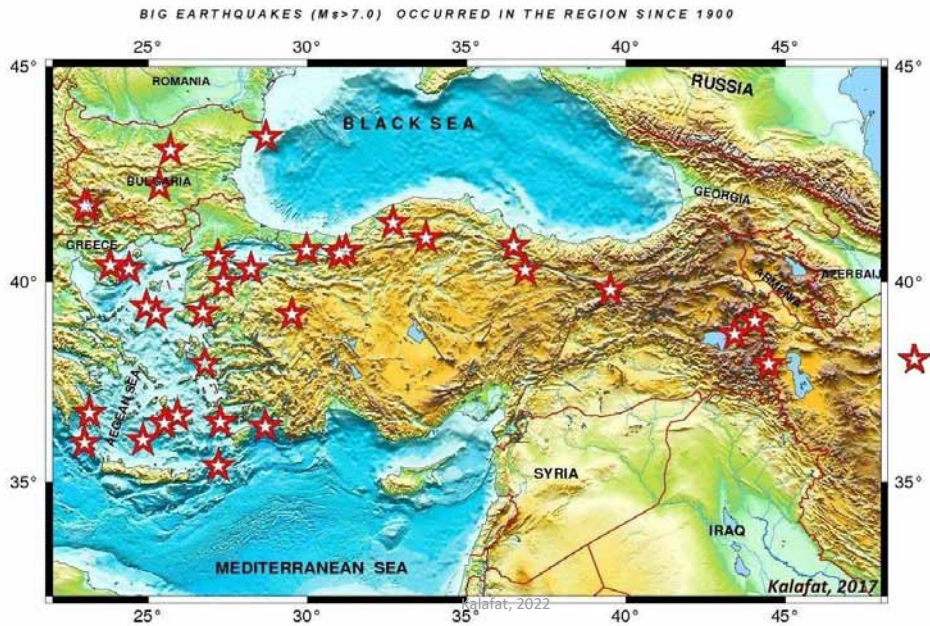 BIG EARTHQUAKES (Ms>7.0) OCCURRED IN THE REGION SINCE 1900
25° 30° 35° 40° 45°
45° 45°
ROMANIA
RUSSIA
BLACK SEA
BULGARIA
GEORGIA
GREECE
ARMENIA
AZERBAIJ
40° 40°
AEGEAN SEA
35° 35°
SYRIA
IRAQ
MEDITERRANEAN SEA
Kalafat, 2017
Kalafat, 2022
25° 30° 35° 40° 45°